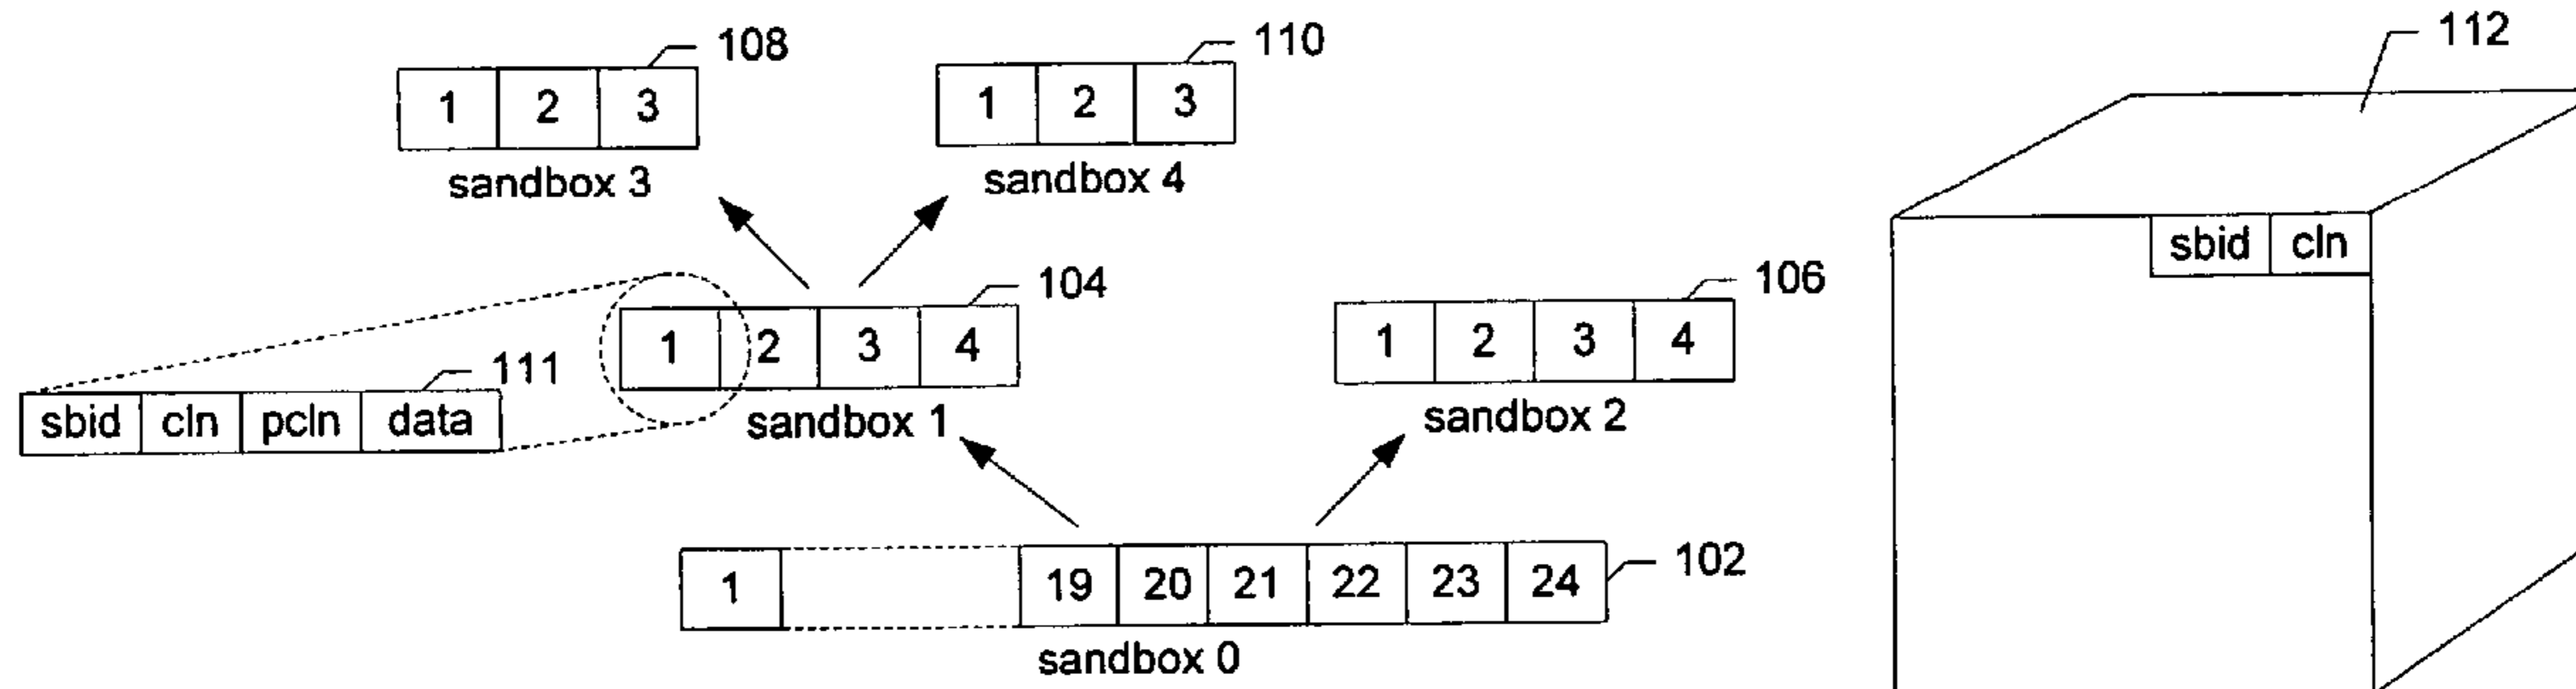 108
1 2 3
sandbox 3
110
1 2 3
sandbox 4
112
sbid cln
104
1 2 3 4
sandbox 1
106
1 2 3 4
sandbox 2
111
sbid cln pcln data
1 19 20 21 22 23 24
102
sandbox 0